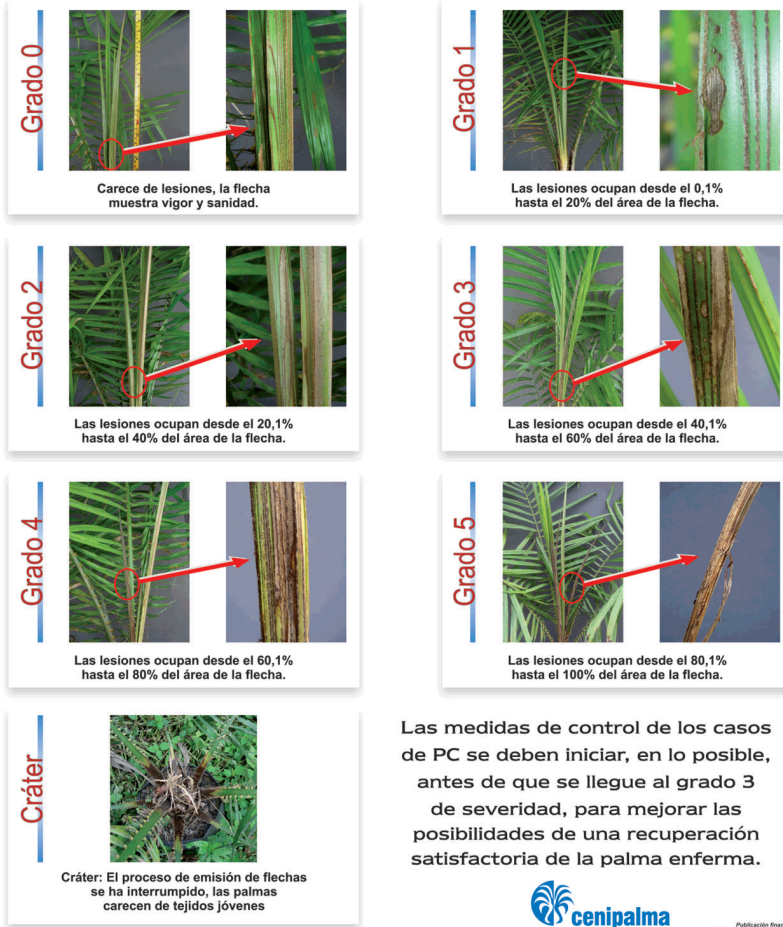 Grado 0
Carece de lesiones, la flecha
muestra vigor y sanidad.
Grado 1
Las lesiones ocupan desde el 0,1%
hasta el 20% del área de la flecha.
Grado 2
Las lesiones ocupan desde el 20,1%
hasta el 40% del área de la flecha.
Grado 3
Las lesiones ocupan desde el 40,1%
hasta el 60% del área de la flecha.
Grado 4
Las lesiones ocupan desde el 60,1%
hasta el 80% del área de la flecha.
Grado 5
Las lesiones ocupan desde el 80,1%
hasta el 100% del área de la flecha.
Cráter
Cráter: El proceso de emisión de flechas
se ha interrumpido, las palmas
carecen de tejidos jóvenes
Las medidas de control de los casos
de PC se deben iniciar, en lo posible,
antes de que se llegue al grado 3
de severidad, para mejorar las
posibilidades de una recuperación
satisfactoria de la palma enferma.
cenipalma
Publicación